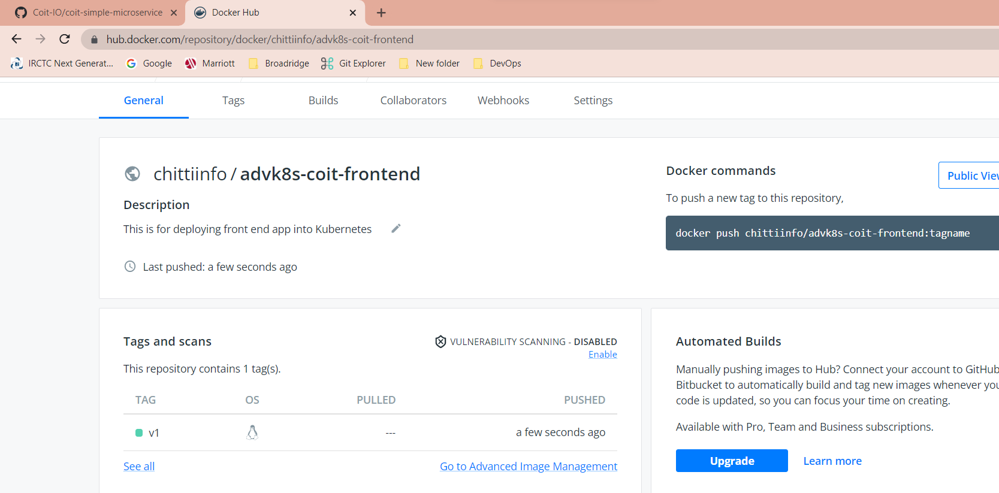 Coit-IO/coit-simple-microservice
Docker Hub
hub.docker.com/repository/docker/chittiinfo/advk8s-coit-frontend
IRCTC Next Generat... Google Marriott Broadridge Git Explorer New folder DevOps
General Tags Builds Collaborators Webhooks Settings
chittiinfo / advk8s-coit-frontend
Description
This is for deploying front end app into Kubernetes
Last pushed: a few seconds ago
Docker commands
Public View
To push a new tag to this repository,
docker push chittiinfo/advk8s-coit-frontend:tagname
Tags and scans
VULNERABILITY SCANNING - DISABLED
Enable
This repository contains 1 tag(s).
TAG OS PULLED PUSHED
v1 --- a few seconds ago
See all
Go to Advanced Image Management
Automated Builds
Manually pushing images to Hub? Connect your account to GitHub
Bitbucket to automatically build and tag new images whenever you
code is updated, so you can focus your time on creating.
Available with Pro, Team and Business subscriptions.
Upgrade Learn more